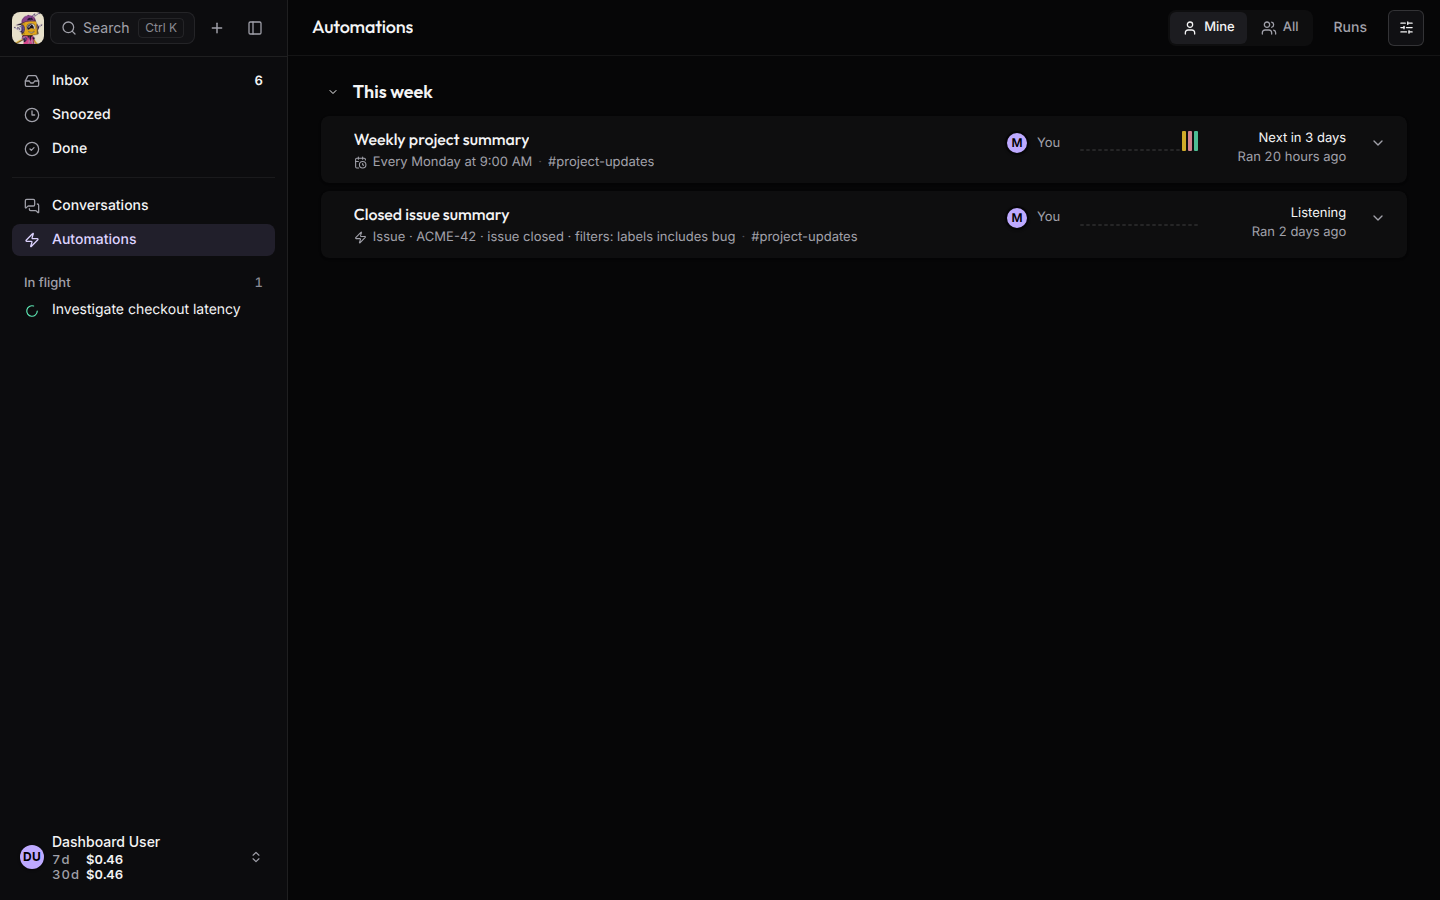 Search Ctrl K
Inbox 6
Snoozed
Done
Conversations
Automations
In flight 1
Investigate checkout latency
DU Dashboard User
7d $0.46
30d $0.46
Automations
Mine All Runs
This week
Weekly project summary
Every Monday at 9:00 AM · #project-updates
M You
Next in 3 days
Ran 20 hours ago
Closed issue summary
Issue · ACME-42 · issue closed · filters: labels includes bug · #project-updates
M You
Listening
Ran 2 days ago